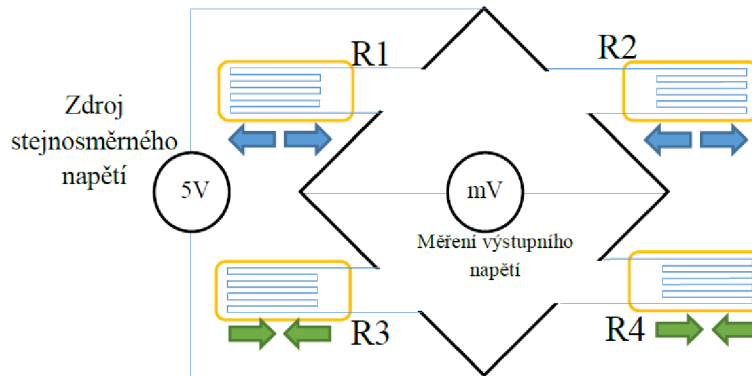 R1
R2
Zdroj
stejnosměrného
napětí
5V
mV
Měření výstupního
napětí
R3
R4